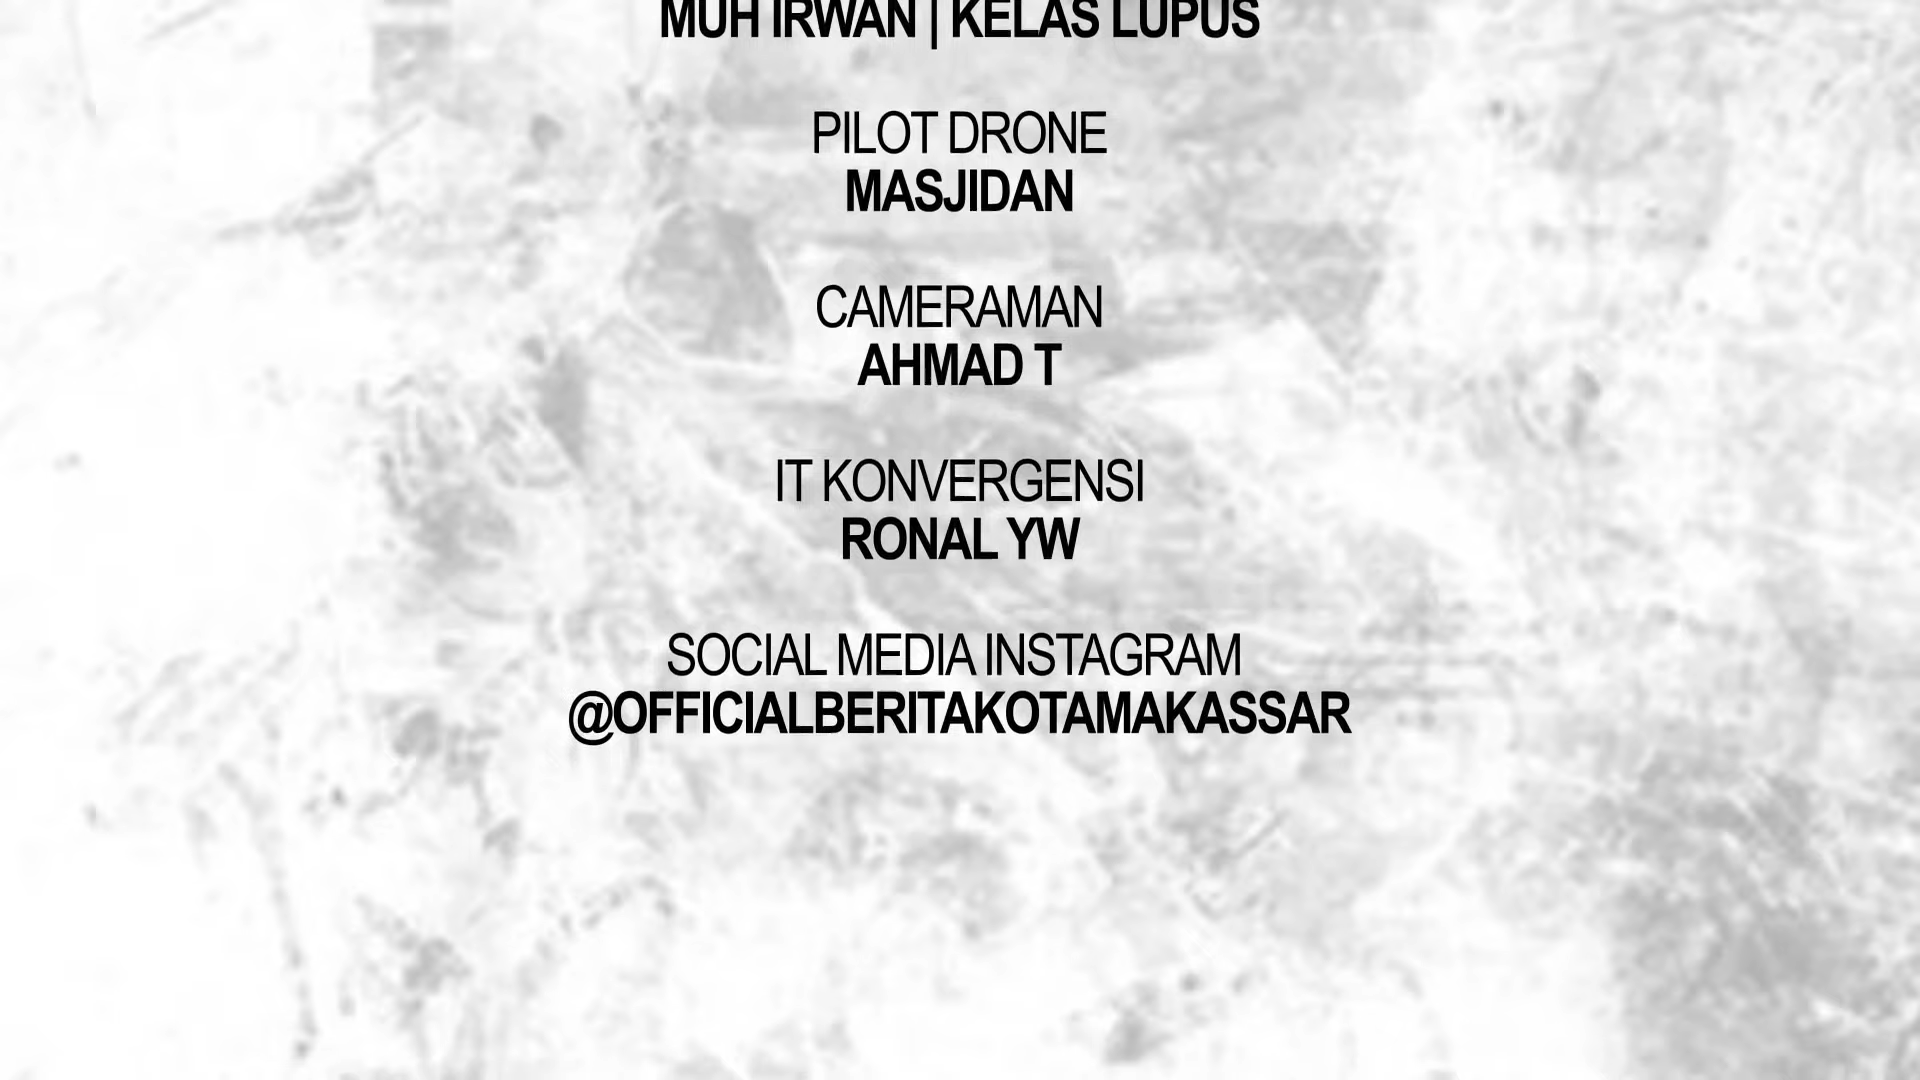 MUH IRWAN | KELAS LUPUS
PILOT DRONE
MASJIDAN
CAMERAMAN
AHMAD T
IT KONVERGENSI
RONAL YW
SOCIAL MEDIA INSTAGRAM
@OFFICIALBERITAKOTAMAKASSAR